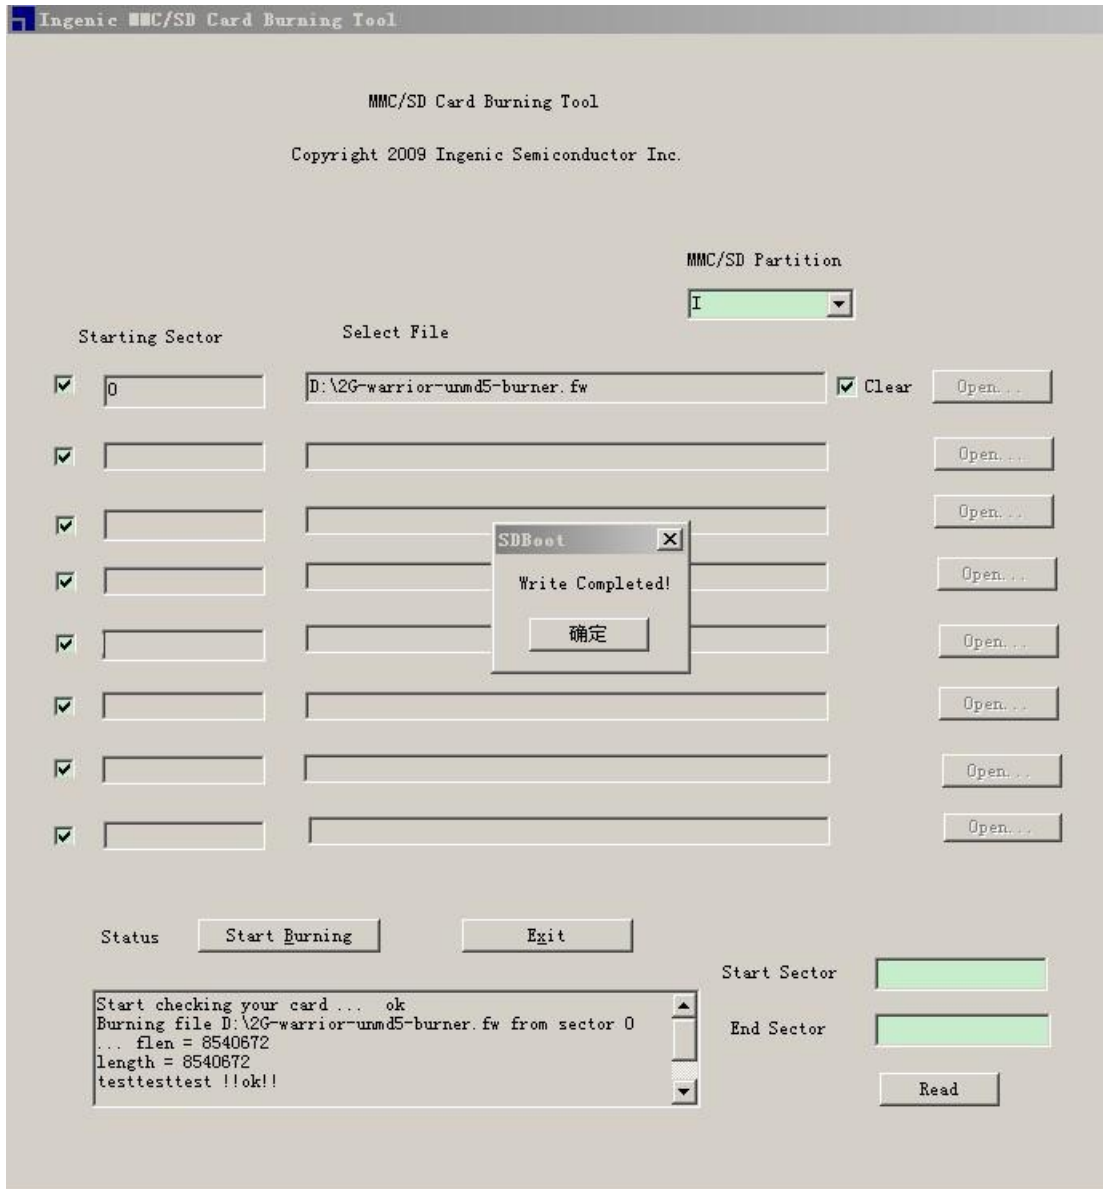 Ingenic MMC/SD Card Burning Tool
MMC/SD Card Burning Tool
Copyright 2009 Ingenic Semiconductor Inc.
MMC/SD Partition
I
Starting Sector
Select File
0
D:\2G-warrior-unmd5-burner.fw
Clear
Open...
Open...
Open...
SDBoot
Write Completed!
确定
Open...
Open...
Open...
Open...
Open...
Status
Start Burning
Exit
Start checking your card ... ok
Burning file D:\2G-warrior-unmd5-burner.fw from sector 0
... flen = 8540672
length = 8540672
testtesttest !!ok!!
Start Sector
End Sector
Read